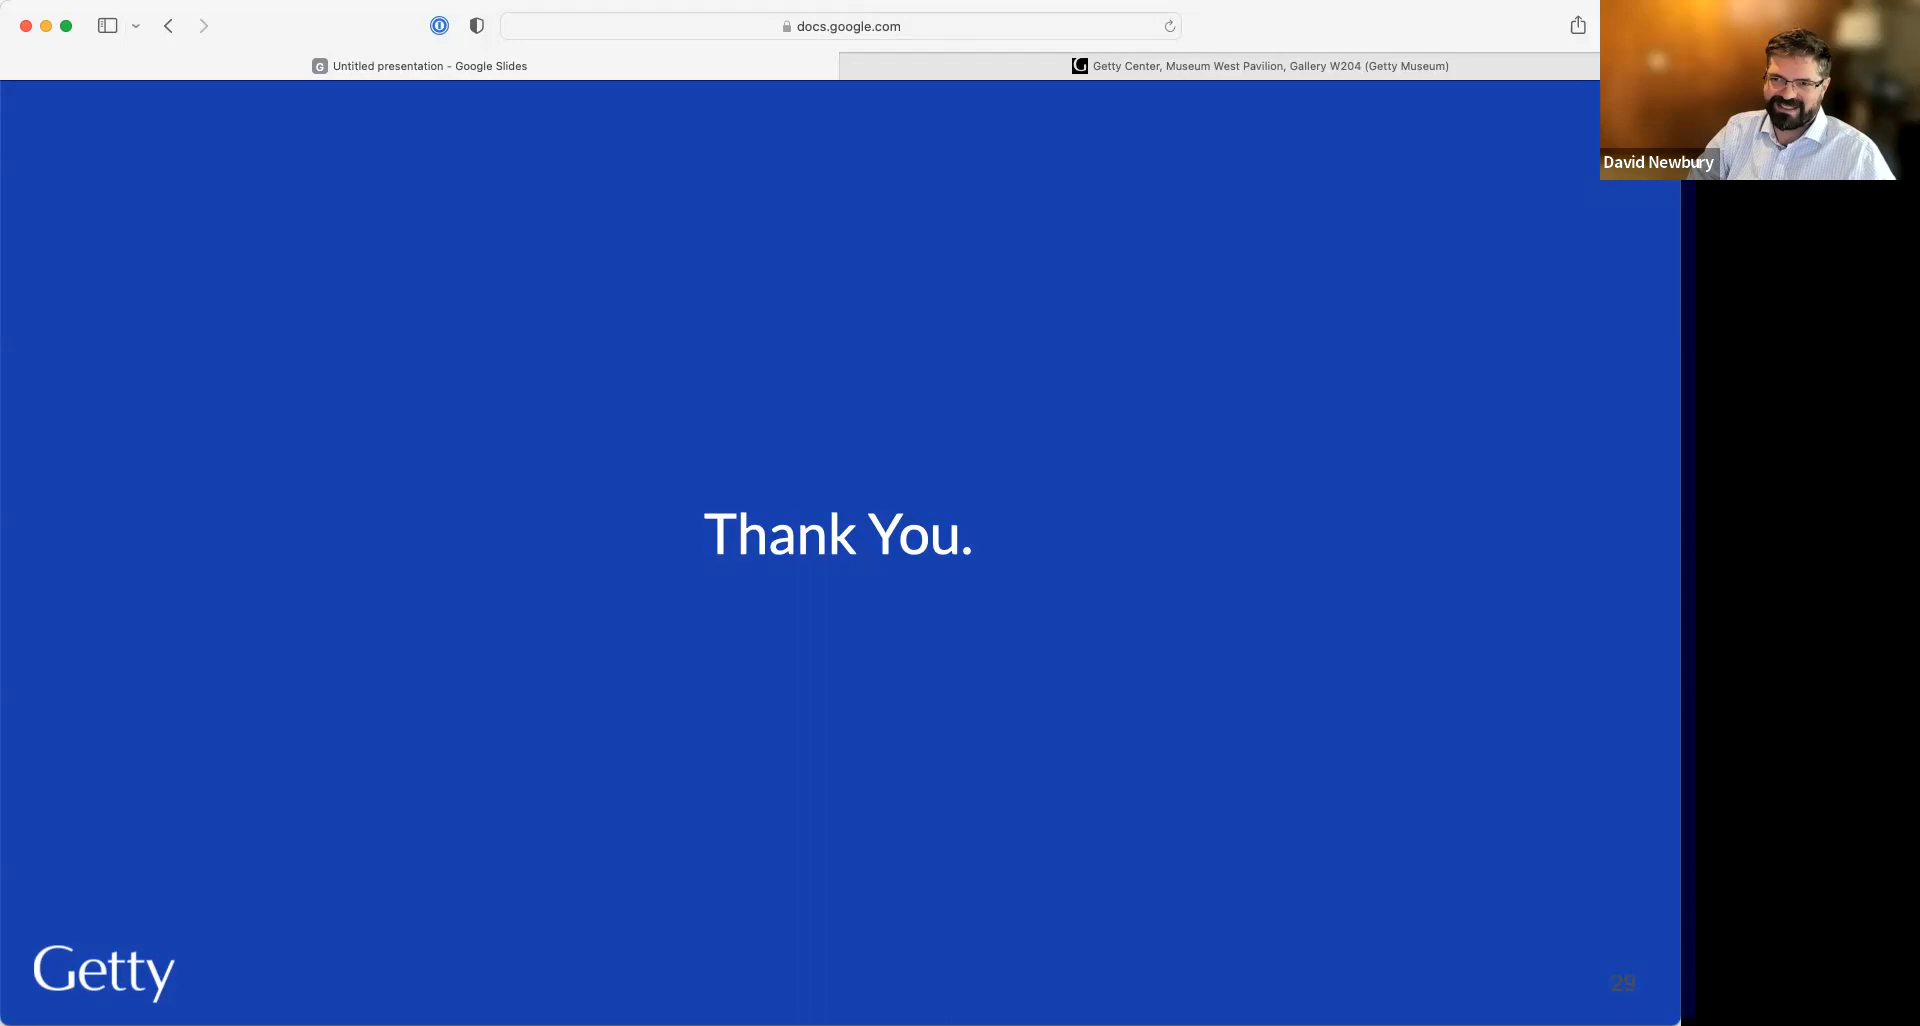 docs.google.com
Untitled presentation - Google Slides
Getty Center, Museum West Pavilion, Gallery W204 (Getty Museum)
David Newbury
Thank You.
Getty
29